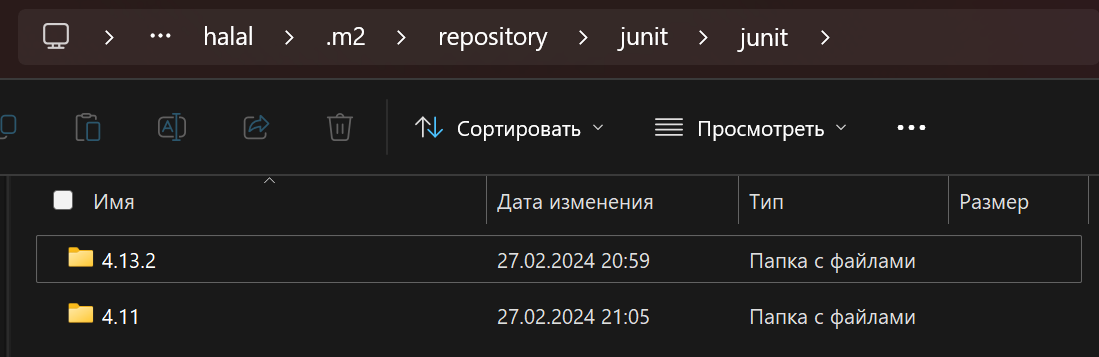 halal > .m2 > repository > junit > junit >
Сортировать Просмотреть
Имя Дата изменения Тип Размер
4.13.2 27.02.2024 20:59 Папка с файлами
4.11 27.02.2024 21:05 Папка с файлами